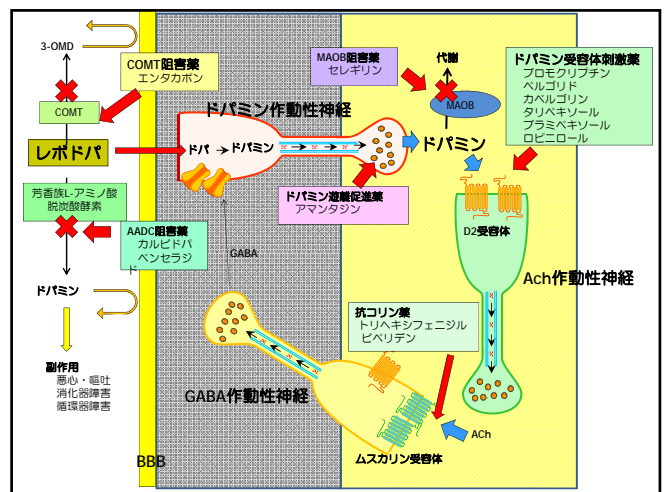 3-OMD
COMT阻害薬
エンタカポン
COMT
レボドパ
芳香族L-アミノ酸
脱炭酸酵素
AADC阻害薬
カルビドパ
ベンセラジ
ド
ドパミン
副作用
悪心・嘔吐
消化器障害
循環器障害
BBB
ドパミン作動性神経
ドパ
ドパミン
MAOB阻害薬
セレギリン
代謝
MAOB
ドパミン
ドパミン遊離促進薬
アマンタジン
ドパミン受容体刺激薬
ブロモクリプチン
ペルゴリド
カベルゴリン
タリペキソール
プラミペキソール
ロピニロール
D2受容体
Ach作動性神経
GABA
GABA作動性神経
抗コリン薬
トリヘキシフェニジル
ビペリデン
ACh
ムスカリン受容体